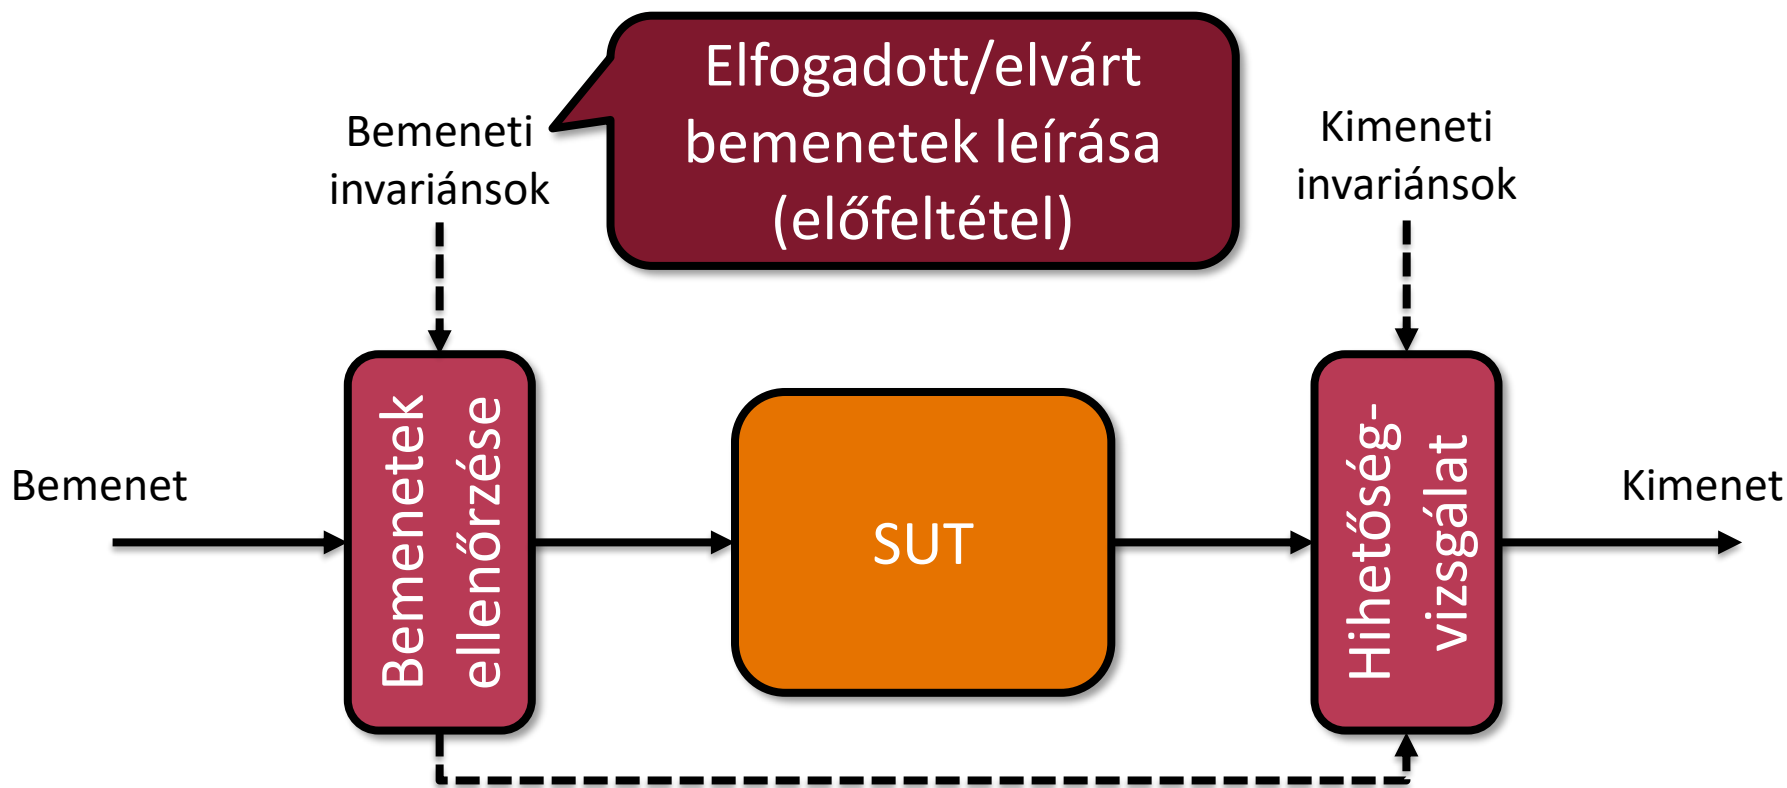 Elfogadott/elvárt
bemenetek leírása
(előfeltétel)
Bemeneti
invariánsok
Kimeneti
invariánsok
Bemenet
Bemenetek
ellenőrzése
SUT
Hihetőség-
vizsgálat
Kimenet